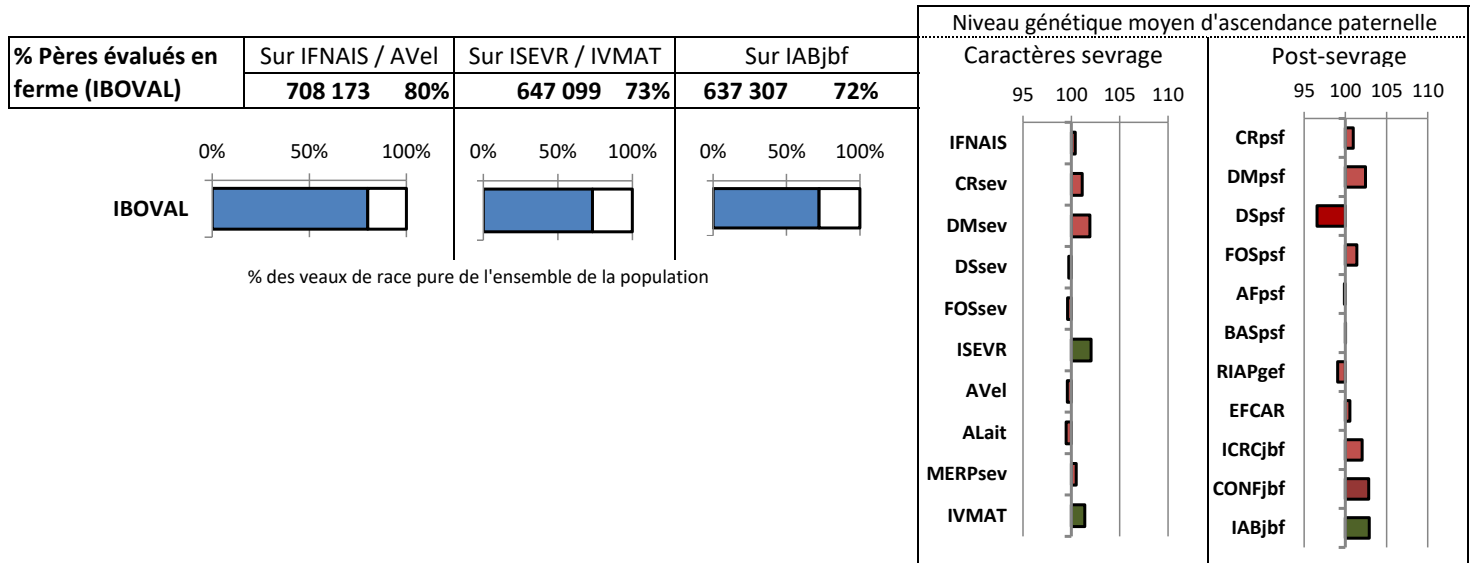 % Pères évalués en ferme (IBOVAL)
Sur IFNAIS / AVel
Sur ISEVR / IVMAT
Sur IABjbf
708 173 80%
647 099 73%
637 307 72%
0% 50% 100%
0% 50% 100%
0% 50% 100%
IBOVAL
% des veaux de race pure de l'ensemble de la population
Niveau génétique moyen d'ascendance paternelle
Caractères sevrage
95 100 105 110
IFNAIS
CRsev
DMsev
DSsev
FOSsev
ISEVR
AVel
ALait
MERPsev
IVMAT
Post-sevrage
95 100 105 110
CRpsf
DMpsf
DSpsf
FOSpsf
AFpsf
BASpsf
RIAPgef
EFCAR
ICRCjbf
CONFjbf
IABjbf